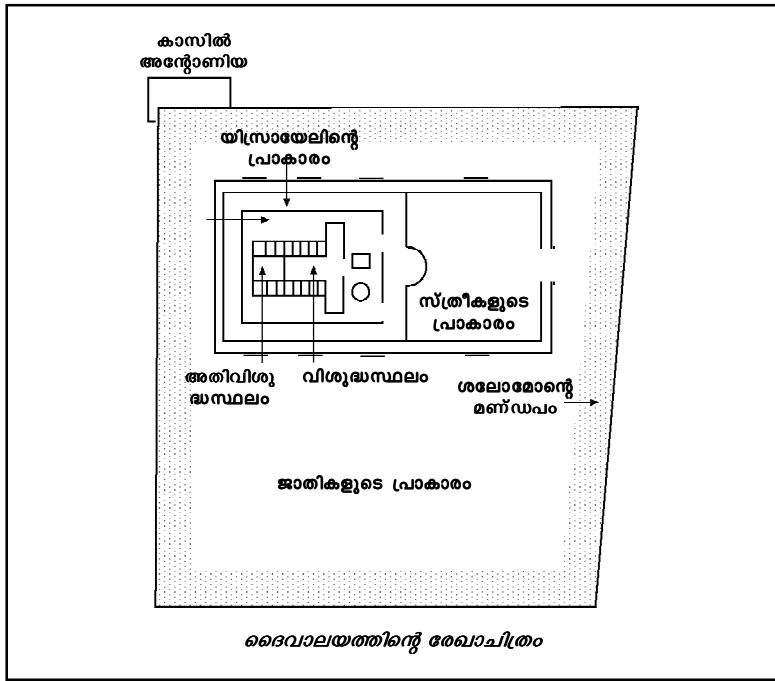 കാസിൽ
അന്റോണിയ
യിസ്രായേലിന്റെ
പ്രാകാരം
സ്ത്രീകളുടെ
പ്രാകാരം
അതിവിശു
ദ്ധസ്ഥലം
വിശുദ്ധസ്ഥലം
ശലോമോന്റെ
മണ്ഡപം
ജാതികളുടെ പ്രാകാരം
ദൈവാലയത്തിന്റെ രേഖാചിത്രം